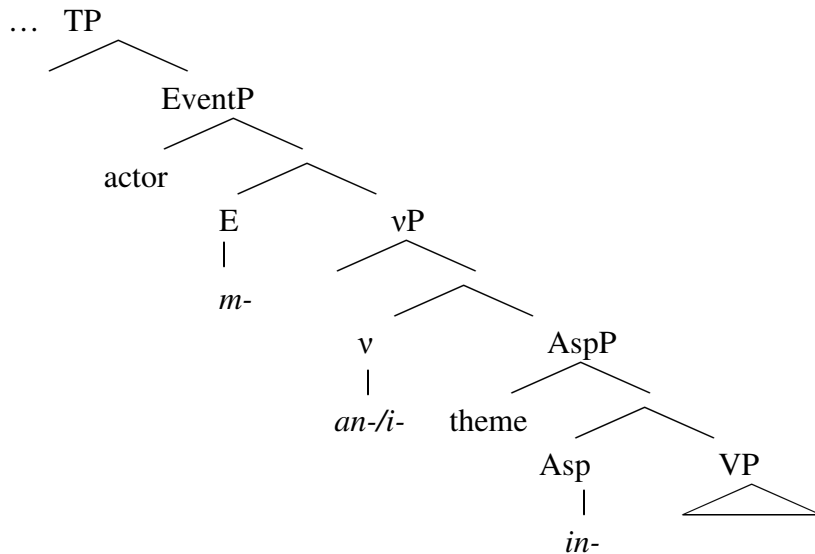 … TP
EventP
actor
E νP
m-
ν AspP
an-/i- theme
Asp VP
in-